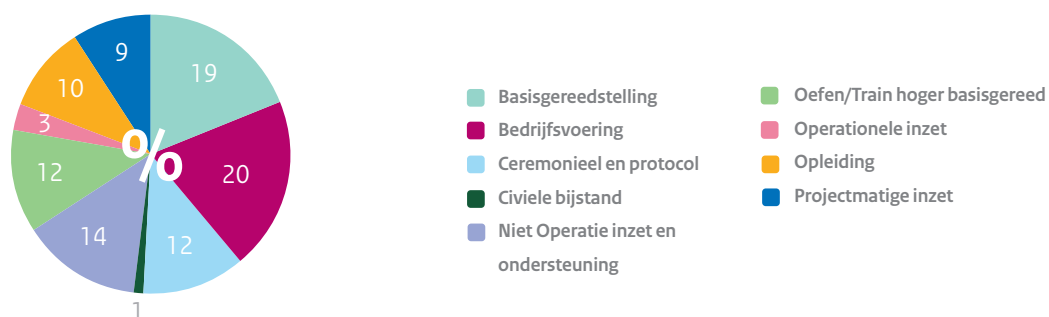 9
19
10
3
%
12
20
14
12
1
Basisgereedstelling
Bedrijfsvoering
Ceremonieel en protocol
Civiele bijstand
Niet Operatie inzet en
ondersteuning
Oefen/Train hoger basisgereed
Operationele inzet
Opleiding
Projectmatige inzet